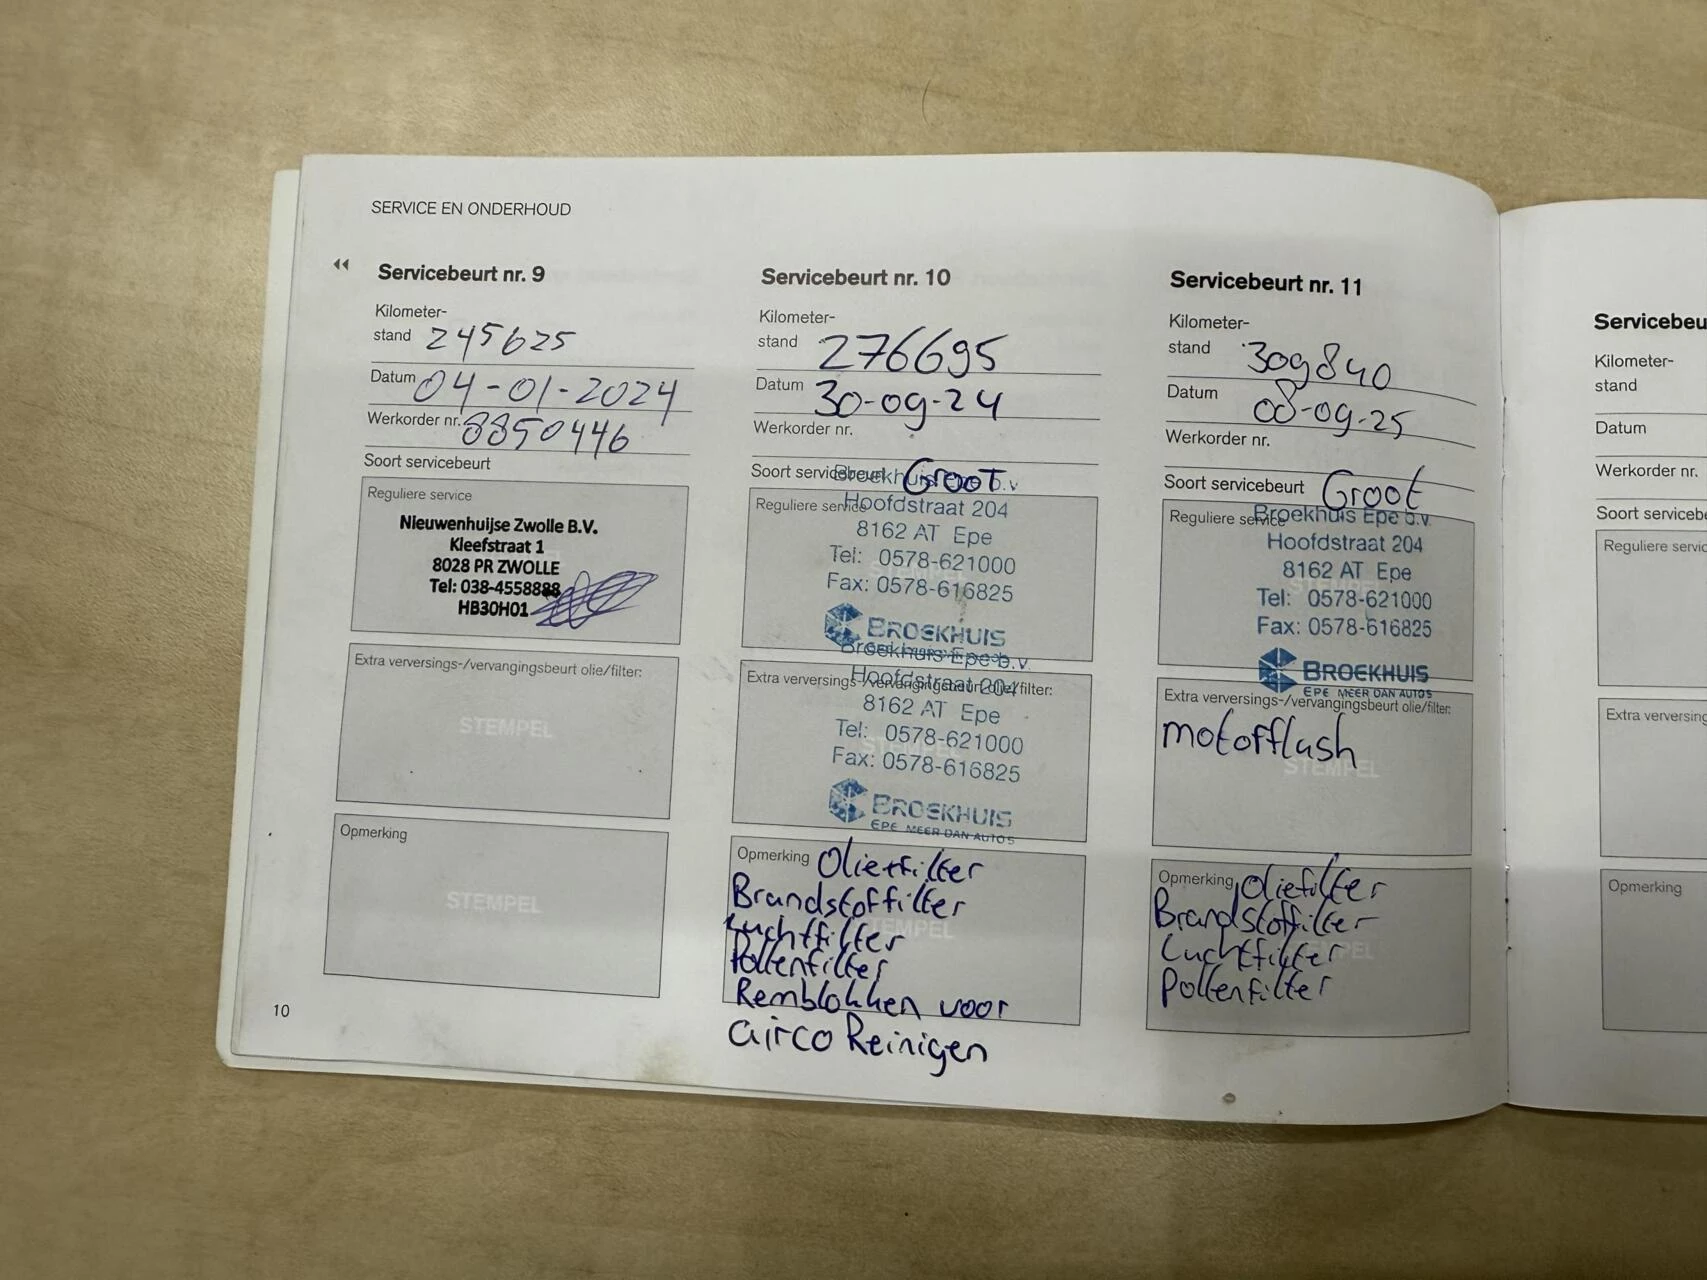 SERVICE EN ONDERHOUD
Servicebeurt nr. 9
Kilometer-
stand 245625
Datum 04-01-2024
Werkorder nr. 8850446
Soort servicebeurt
Reguliere service
Nieuwenhuijse Zwolle B.V.
Kleefstraat 1
8028 PR ZWOLLE
Tel: 038-4558888
HB30H01
Extra verversings-/vervangingsbeurt olie/filter:
STEMPEL
Opmerking
STEMPEL
10
Servicebeurt nr. 10
Kilometer-
stand 276695
Datum 30-09-24
Werkorder nr.
Soort servicebeurt Groot
Broekhuis Epe b.v.
Reguliere service
Hoofdstraat 204
8162 AT Epe
Tel: 0578-621000
Fax: 0578-616825
BROEKHUIS
Broekhuis Epe b.v.
Hoofdstraat 204
Extra verversings-/vervangingsbeurt olie/filter:
8162 AT Epe
Tel: 0578-621000
STEMPEL
Fax: 0578-616825
BROEKHUIS
EPE MEER DAN AUTOS
Opmerking Oliefilter
Brandstoffilter
Luchtfilter
STEMPEL
Pollenfilter
Remblokken voor
airco Reinigen
Servicebeurt nr. 11
Kilometer-
stand 309840
Datum 08-09-25
Werkorder nr.
Soort servicebeurt Groot
Reguliere service
Broekhuis Epe b.v.
Hoofdstraat 204
8162 AT Epe
STEMPEL
Tel: 0578-621000
Fax: 0578-616825
BROEKHUIS
EPE MEER DAN AUTOS
Extra verversings-/vervangingsbeurt olie/filter:
motorflash
STEMPEL
Opmerking Oliefilter
Brandstoffilter
Luchtfilter
STEMPEL
Pollenfilter
Servicebeu
Kilometer-
stand
Datum
Werkorder nr.
Soort servicebe
Reguliere servic
Extra verversing
Opmerking